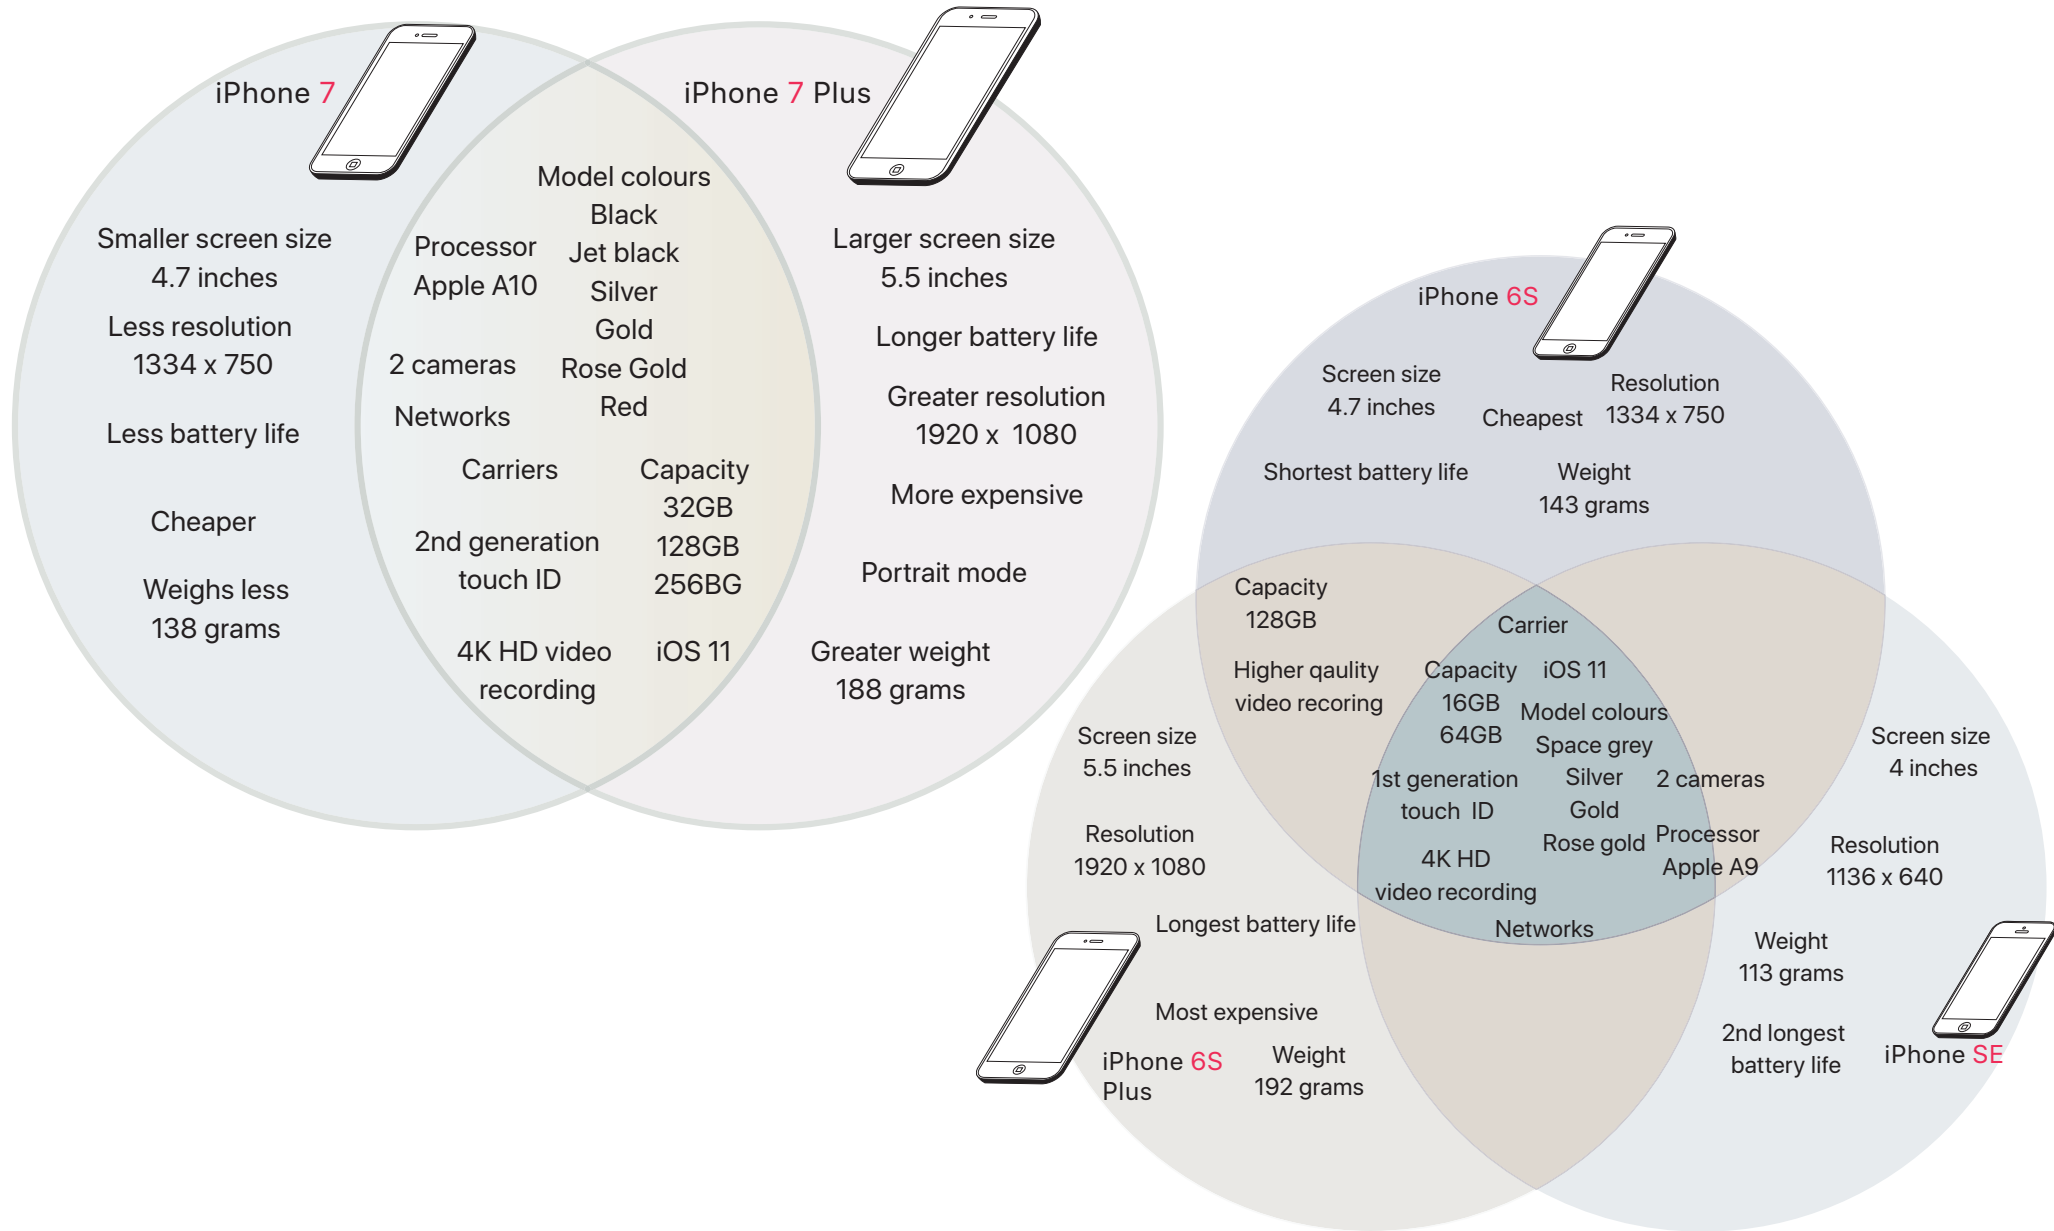 iPhone 7
Smaller screen size
4.7 inches
Less resolution
1334 x 750
Less battery life
Cheaper
Weighs less
138 grams
Processor
Apple A10
2 cameras
Networks
Model colours
Black
Jet black
Silver
Gold
Rose Gold
Red
Carriers
2nd generation
touch ID
4K HD video
recording
Capacity
32GB
128GB
256BG
iOS 11
iPhone 7 Plus
Larger screen size
5.5 inches
Longer battery life
Greater resolution
1920 x 1080
More expensive
Portrait mode
Greater weight
188 grams
iPhone 6S
Screen size
4.7 inches
Cheapest
Resolution
1334 x 750
Shortest battery life
Weight
143 grams
Capacity
128GB
Higher qaulity
video recoring
Carrier
Capacity
16GB
64GB
iOS 11
Model colours
Space grey
Silver
Gold
Rose gold
1st generation
touch ID
2 cameras
Processor
Apple A9
4K HD
video recording
Networks
Screen size
5.5 inches
Resolution
1920 x 1080
Longest battery life
Most expensive
iPhone 6S
Plus
Weight
192 grams
Screen size
4 inches
Resolution
1136 x 640
Weight
113 grams
2nd longest
battery life
iPhone SE